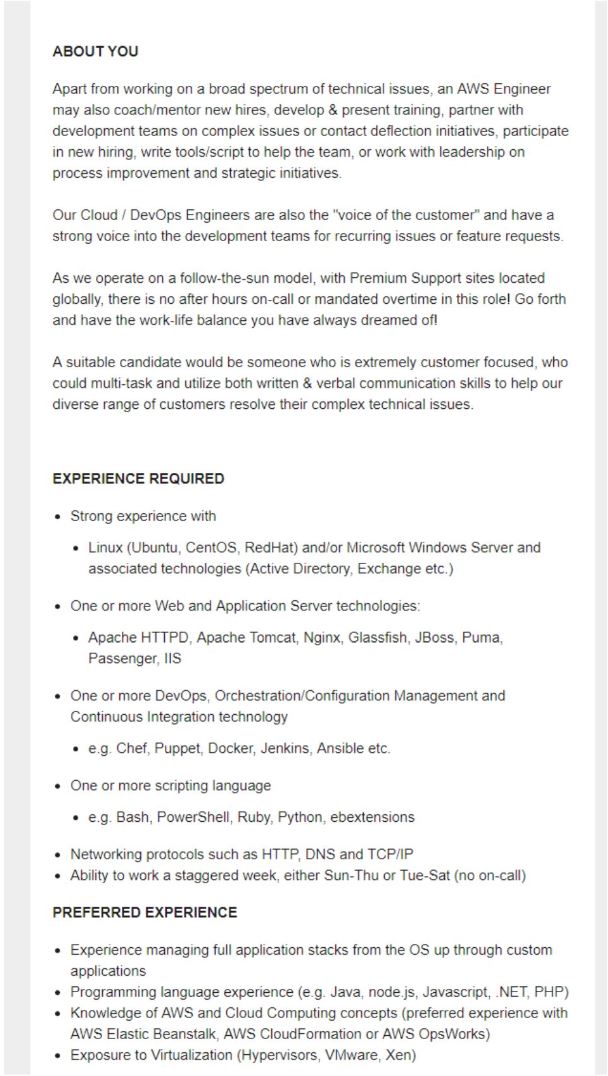 ABOUT YOU
Apart from working on a broad spectrum of technical issues, an AWS Engineer
may also coach/mentor new hires, develop & present training, partner with
development teams on complex issues or contact deflection initiatives, participate
in new hiring, write tools/script to help the team, or work with leadership on
process improvement and strategic initiatives.
Our Cloud / DevOps Engineers are also the "voice of the customer" and have a
strong voice into the development teams for recurring issues or feature requests.
As we operate on a follow-the-sun model, with Premium Support sites located
globally, there is no after hours on-call or mandated overtime in this role! Go forth
and have the work-life balance you have always dreamed of!
A suitable candidate would be someone who is extremely customer focused, who
could multi-task and utilize both written & verbal communication skills to help our
diverse range of customers resolve their complex technical issues.
EXPERIENCE REQUIRED
• Strong experience with
• Linux (Ubuntu, CentOS, RedHat) and/or Microsoft Windows Server and
associated technologies (Active Directory, Exchange etc.)
• One or more Web and Application Server technologies:
• Apache HTTPD, Apache Tomcat, Nginx, Glassfish, JBoss, Puma,
Passenger, IIS
• One or more DevOps, Orchestration/Configuration Management and
Continuous Integration technology
• e.g. Chef, Puppet, Docker, Jenkins, Ansible etc.
• One or more scripting language
• e.g. Bash, PowerShell, Ruby, Python, ebextensions
• Networking protocols such as HTTP, DNS and TCP/IP
• Ability to work a staggered week, either Sun-Thu or Tue-Sat (no on-call)
PREFERRED EXPERIENCE
• Experience managing full application stacks from the OS up through custom
applications
• Programming language experience (e.g. Java, node.js, Javascript, .NET, PHP)
• Knowledge of AWS and Cloud Computing concepts (preferred experience with
AWS Elastic Beanstalk, AWS CloudFormation or AWS OpsWorks)
• Exposure to Virtualization (Hypervisors, VMware, Xen)